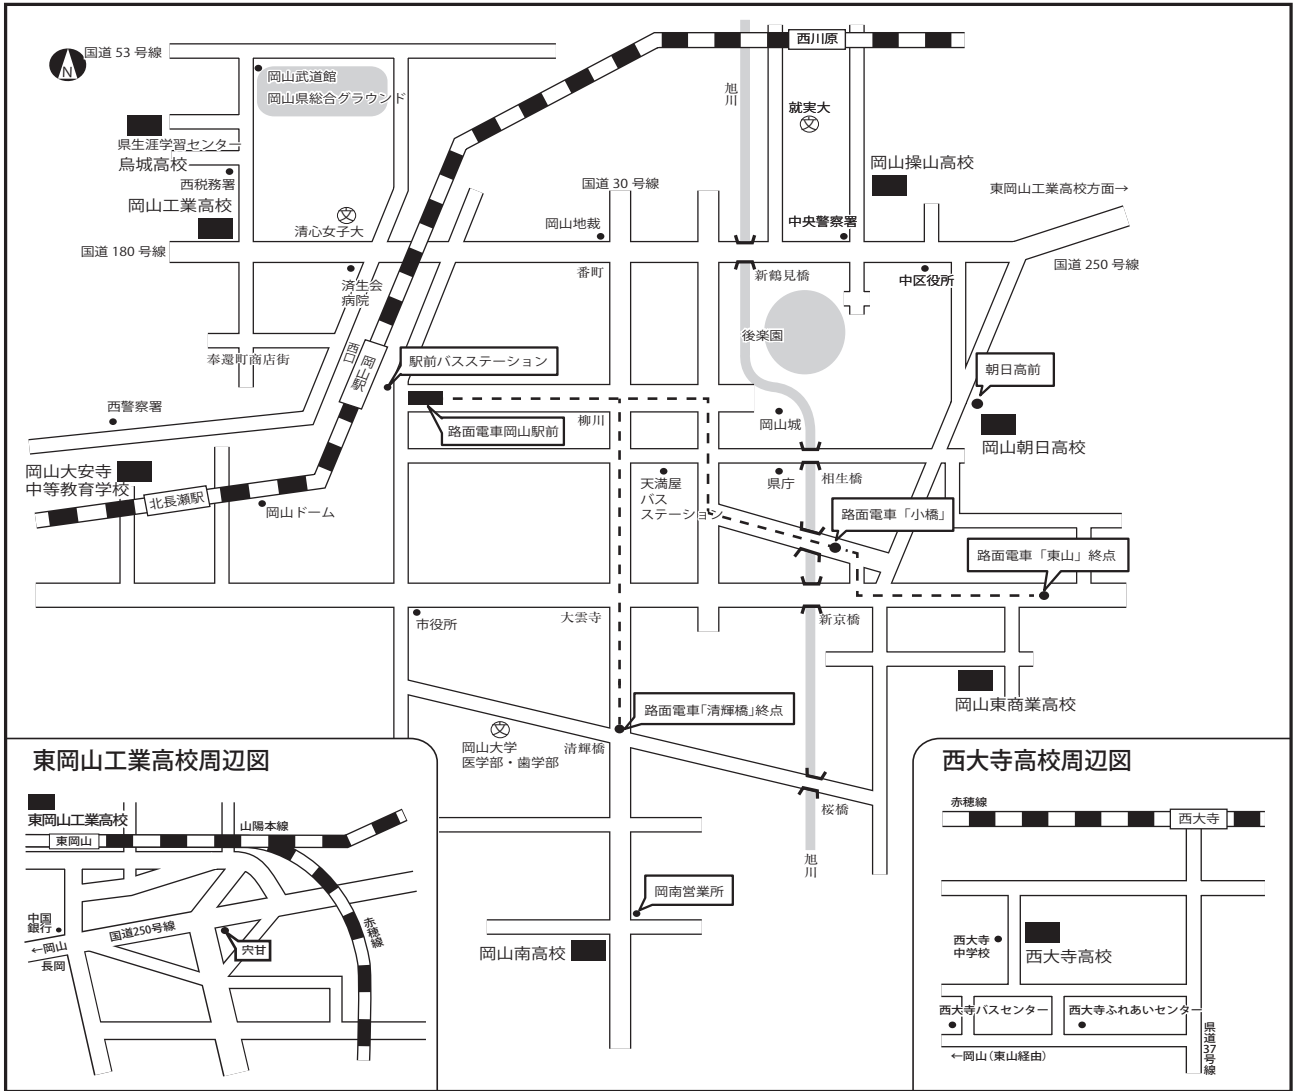 国道 53 号線
N
岡山武道館
岡山県総合グラウンド
県生涯学習センター
烏城高校
西税務署
岡山工業高校
文
清心女子大
国道 180 号線
済生会
病院
奉還町商店街
西口
岡山駅
駅前バスステーション
路面電車岡山駅前
西警察署
岡山大安寺
中等教育学校
北長瀬駅
岡山ドーム
西川原
旭川
就実大
文
岡山操山高校
東岡山工業高校方面→
国道 30 号線
岡山地裁
中央警察署
番町
新鶴見橋
中区役所
国道 250 号線
後楽園
朝日高前
岡山朝日高校
柳川
岡山城
天満屋
バス
ステーション
県庁
相生橋
路面電車「小橋」
路面電車「東山」終点
市役所
大雲寺
新京橋
岡山東商業高校
路面電車「清輝橋」終点
文
岡山大学
医学部・歯学部
清輝橋
桜橋
旭川
岡南営業所
岡山南高校
東岡山工業高校周辺図
東岡山工業高校
東岡山
山陽本線
中国
銀行
国道250号線
←岡山
長岡
宍甘
赤穂線
西大寺高校周辺図
赤穂線
西大寺
西大寺
中学校
西大寺高校
西大寺バスセンター
西大寺ふれあいセンター
←岡山(東山経由)
県道37号線